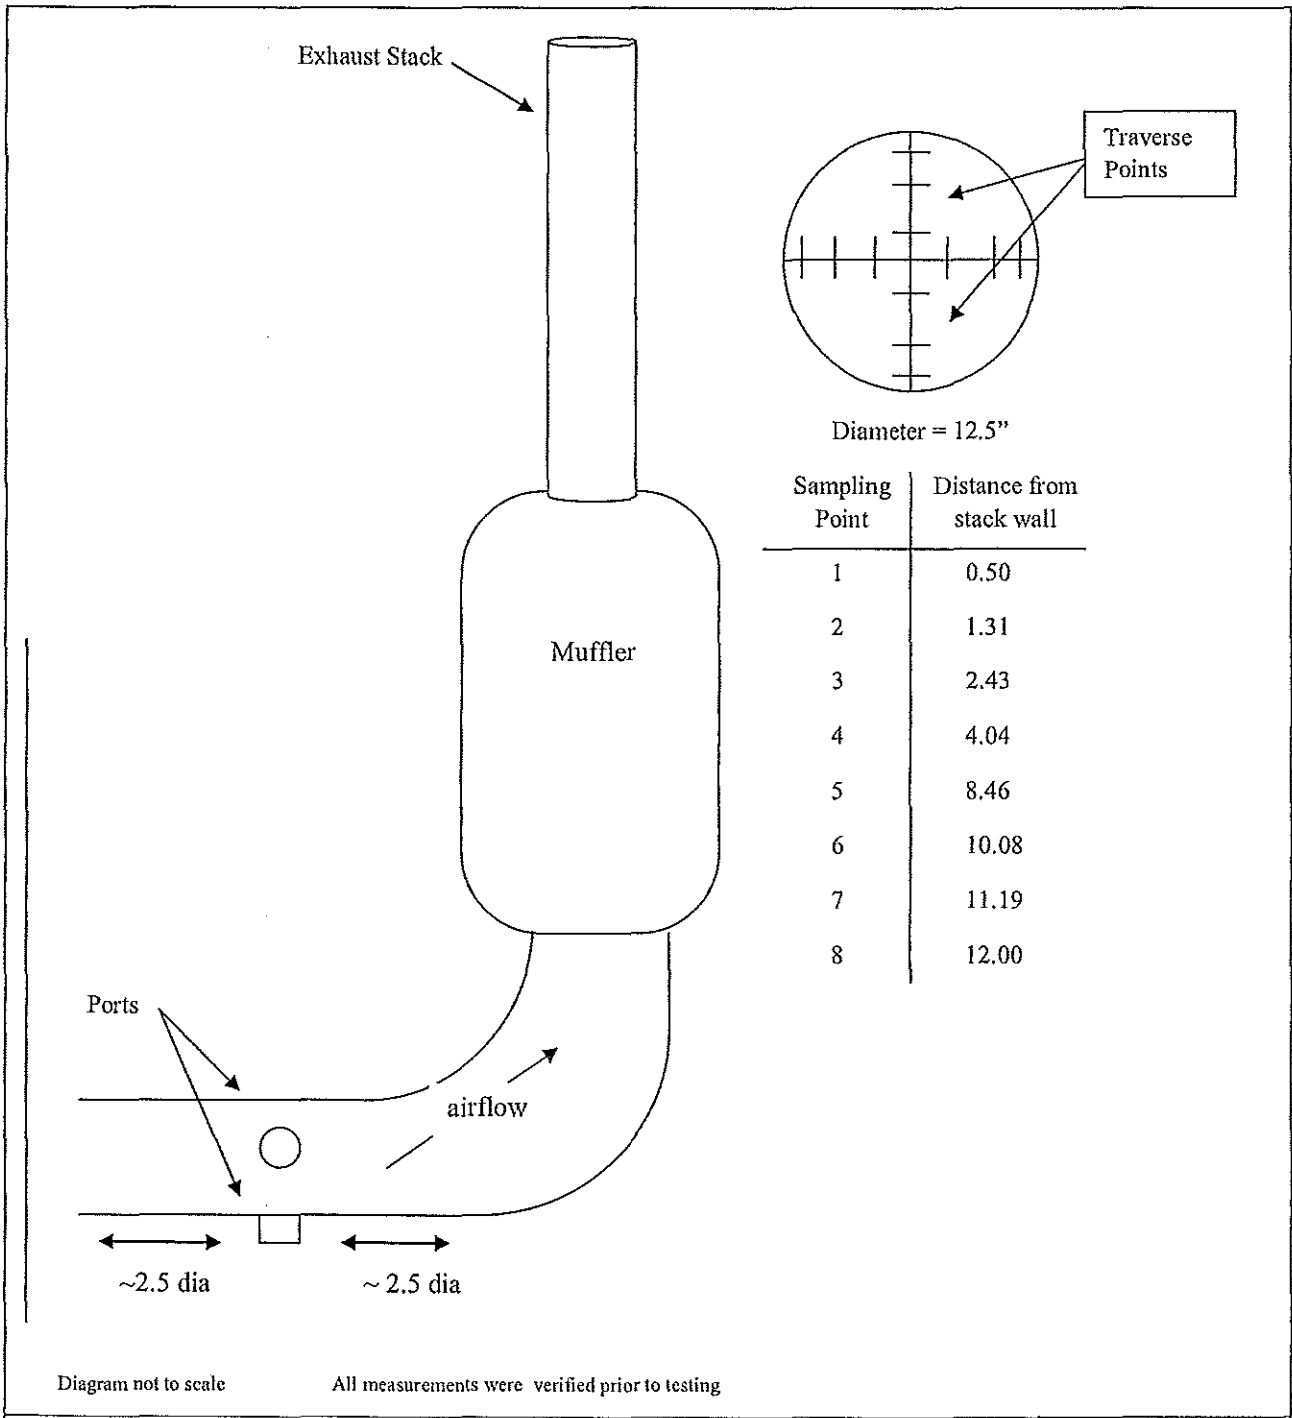 Exhaust Stack
Traverse
Points
Diameter = 12.5”
Sampling
Point
Distance from
stack wall
1 0.50
2 1.31
3 2.43
4 4.04
5 8.46
6 10.08
7 11.19
8 12.00
Muffler
Ports
airflow
~2.5 dia
~ 2.5 dia
Diagram not to scale
All measurements were verified prior to testing